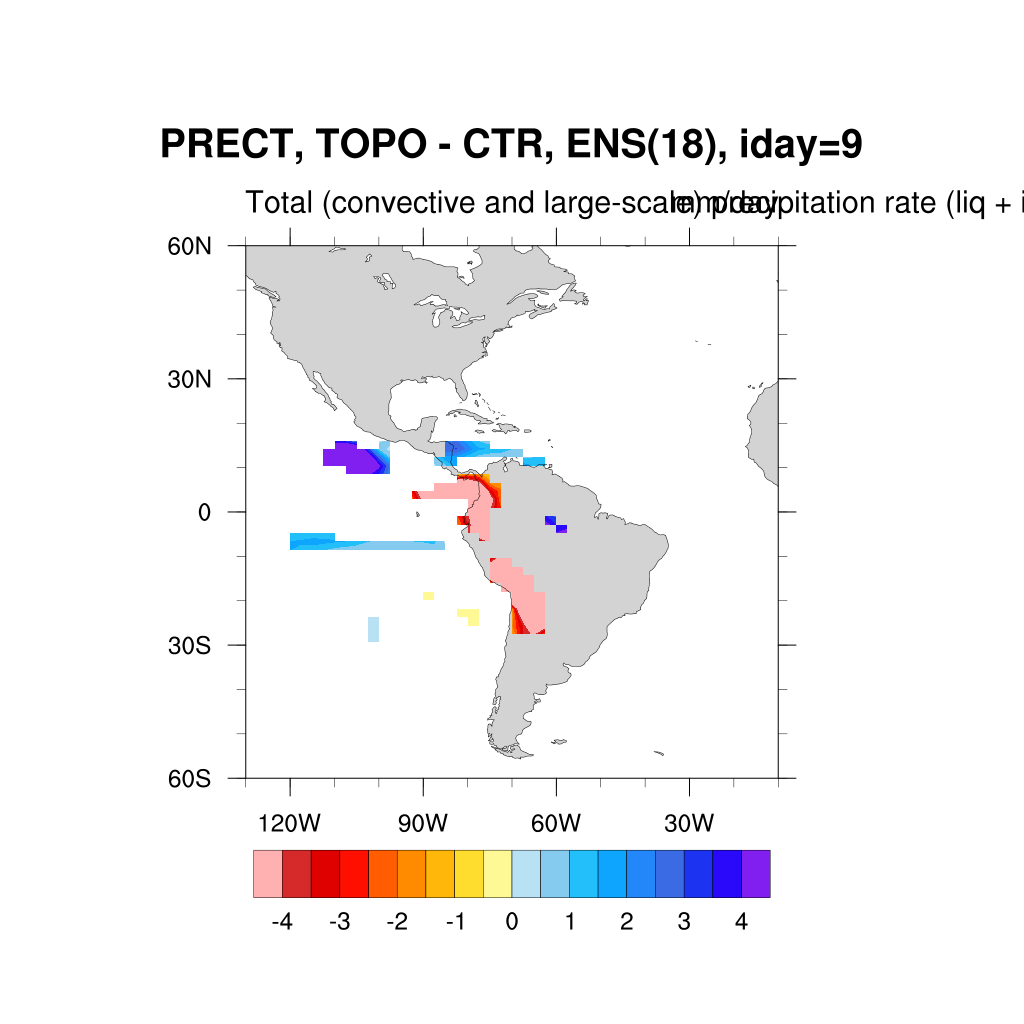 PRECT, TOPO - CTR, ENS(18), iday=9
Total (convective and large-scale) precipitation rate (liq + i
mm/day
60N
30N
0
30S
60S
120W 90W 60W 30W
-4 -3 -2 -1 0 1 2 3 4